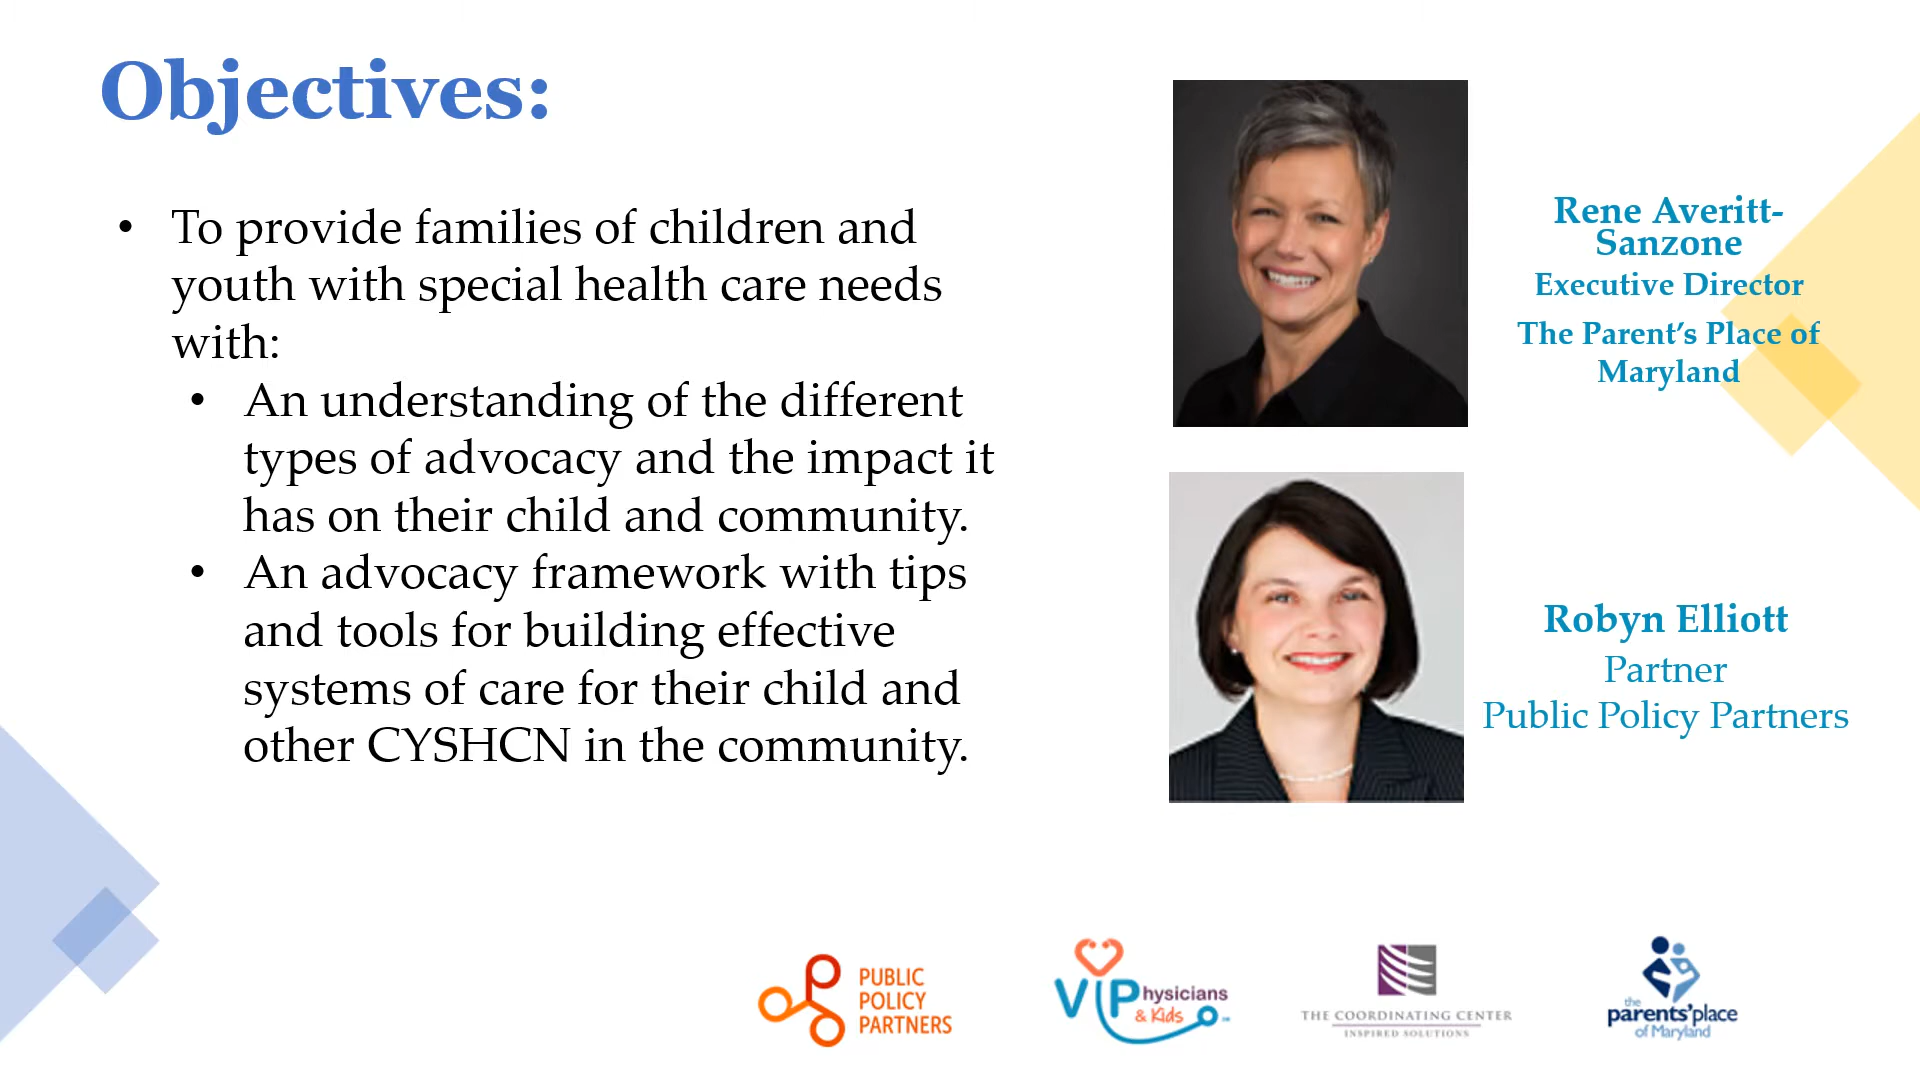 Objectives:
• To provide families of children and
youth with special health care needs
with:
• An understanding of the different
types of advocacy and the impact it
has on their child and community.
• An advocacy framework with tips
and tools for building effective
systems of care for their child and
other CYSHCN in the community.
Rene Averitt-
Sanzone
Executive Director
The Parent’s Place of
Maryland
Robyn Elliott
Partner
Public Policy Partners
PUBLIC
POLICY
PARTNERS
VIPhysicians
& Kids
THE COORDINATING CENTER
INSPIRED SOLUTIONS
the
parents’place
of Maryland